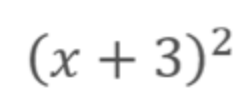 (x + 3)²